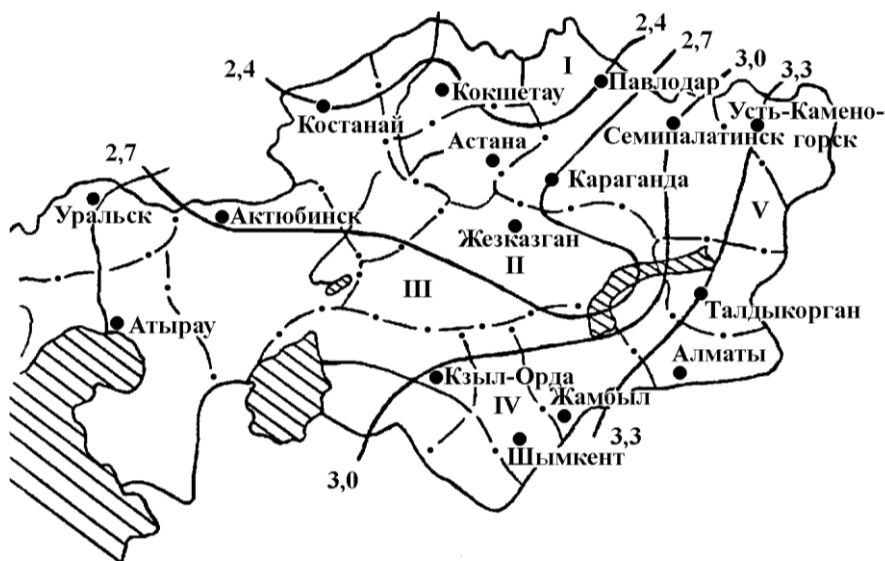 2,4
2,7
3,0
3,3
I
2,4
Павлодар
Кокшетау
Усть-Камено-
горск
Костанай
Семипалатинск
Астана
2,7
Караганда
Уральск
Актюбинск
V
Жезказган
II
III
Талдыкорган
Атырау
Алматы
Кзыл-Орда
Жамбыл
IV
3,3
Шымкент
3,0